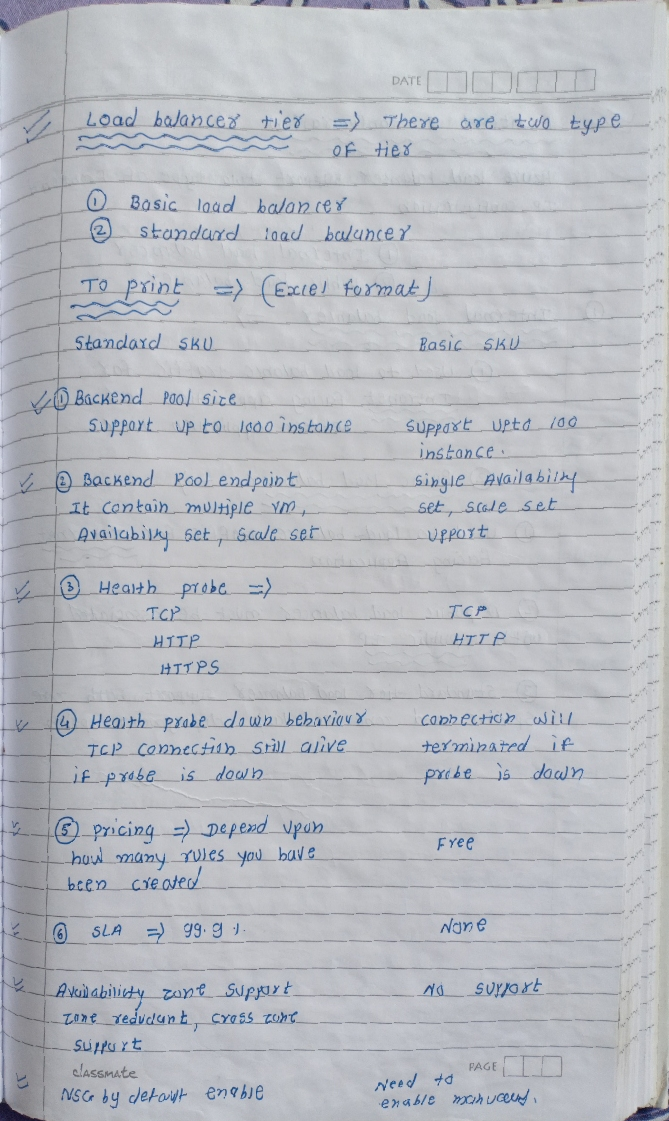 DATE
Load balancer tier => There are two type
of tier
① Basic load balancer
② standard load balancer
To print => (Excel format)
Standard SKU Basic SKU
① Backend Pool size
support up to 1000 instance support upto 100
instance.
② Backend Pool endpoint single Availability
It contain multiple vm, set, scale set
Availability set, scale set upport
③ Health probe =>
TCP TCP
HTTP HTTP
HTTPS
④ Health probe down behaviour connection will
TCP connection still alive terminated if
if probe is down probe is down
⑤ pricing => Depend upon
how many rules you have Free
been created
⑥ SLA => 99.9 %. None
Availability zone support No support
zone redudant, cross zone
support
classmate PAGE
NSG by default enable Need to
enable